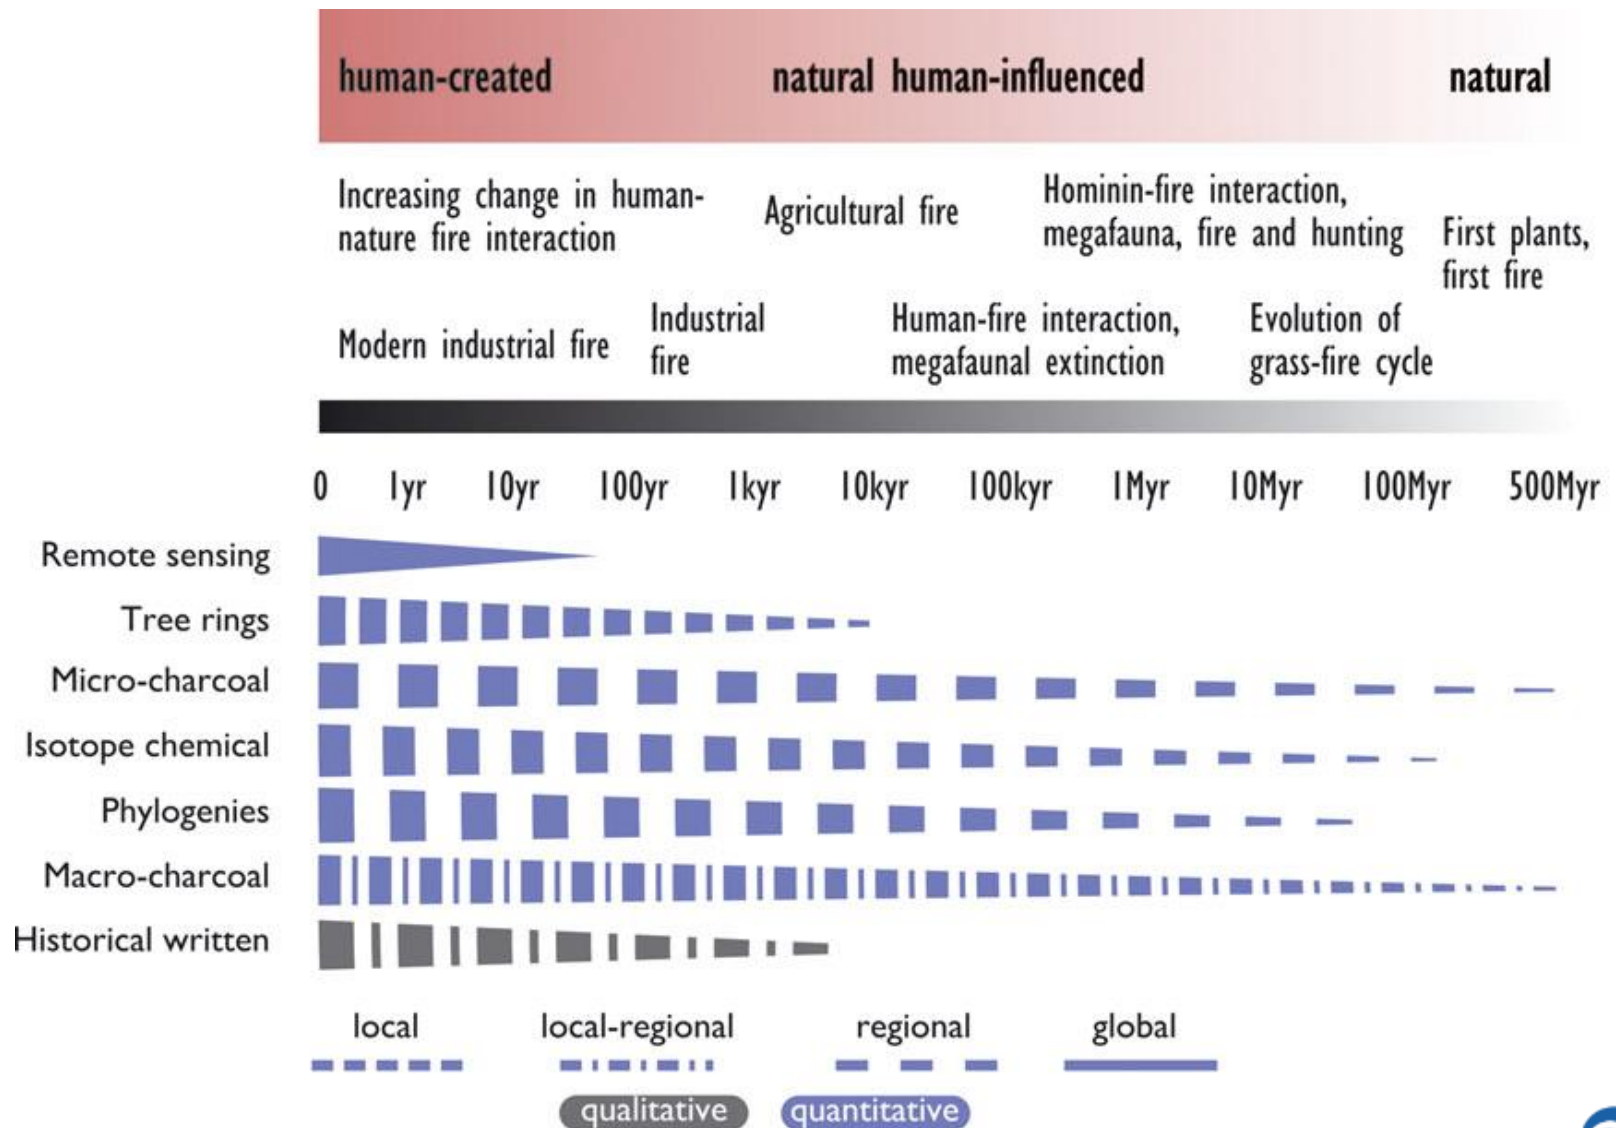 human-created natural human-influenced natural
Increasing change in human-
nature fire interaction
Agricultural fire
Hominin-fire interaction,
megafauna, fire and hunting
First plants,
first fire
Modern industrial fire
Industrial
fire
Human-fire interaction,
megafaunal extinction
Evolution of
grass-fire cycle
0 1yr 10yr 100yr 1kyr 10kyr 100kyr 1Myr 10Myr 100Myr 500Myr
Remote sensing
Tree rings
Micro-charcoal
Isotope chemical
Phylogenies
Macro-charcoal
Historical written
local local-regional regional global
qualitative quantitative